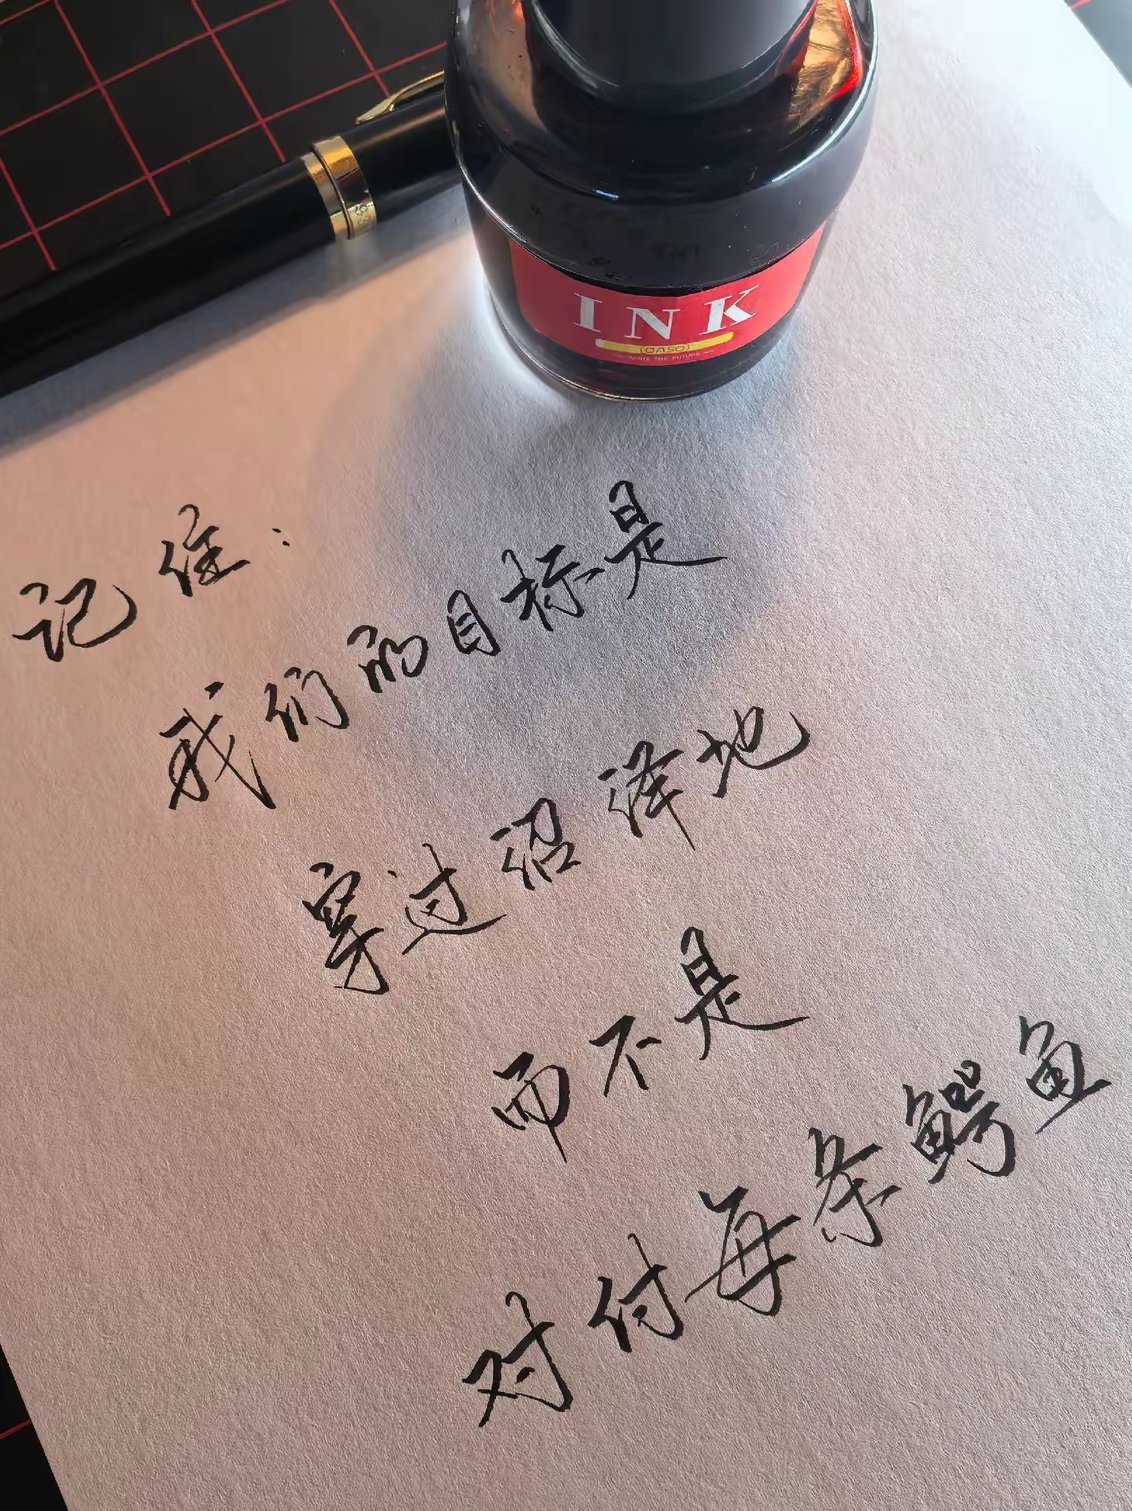 INK
DASO
WRITE THE FUTURE
记住：
我们的目标是
穿过沼泽地
而不是
对付每条鳄鱼